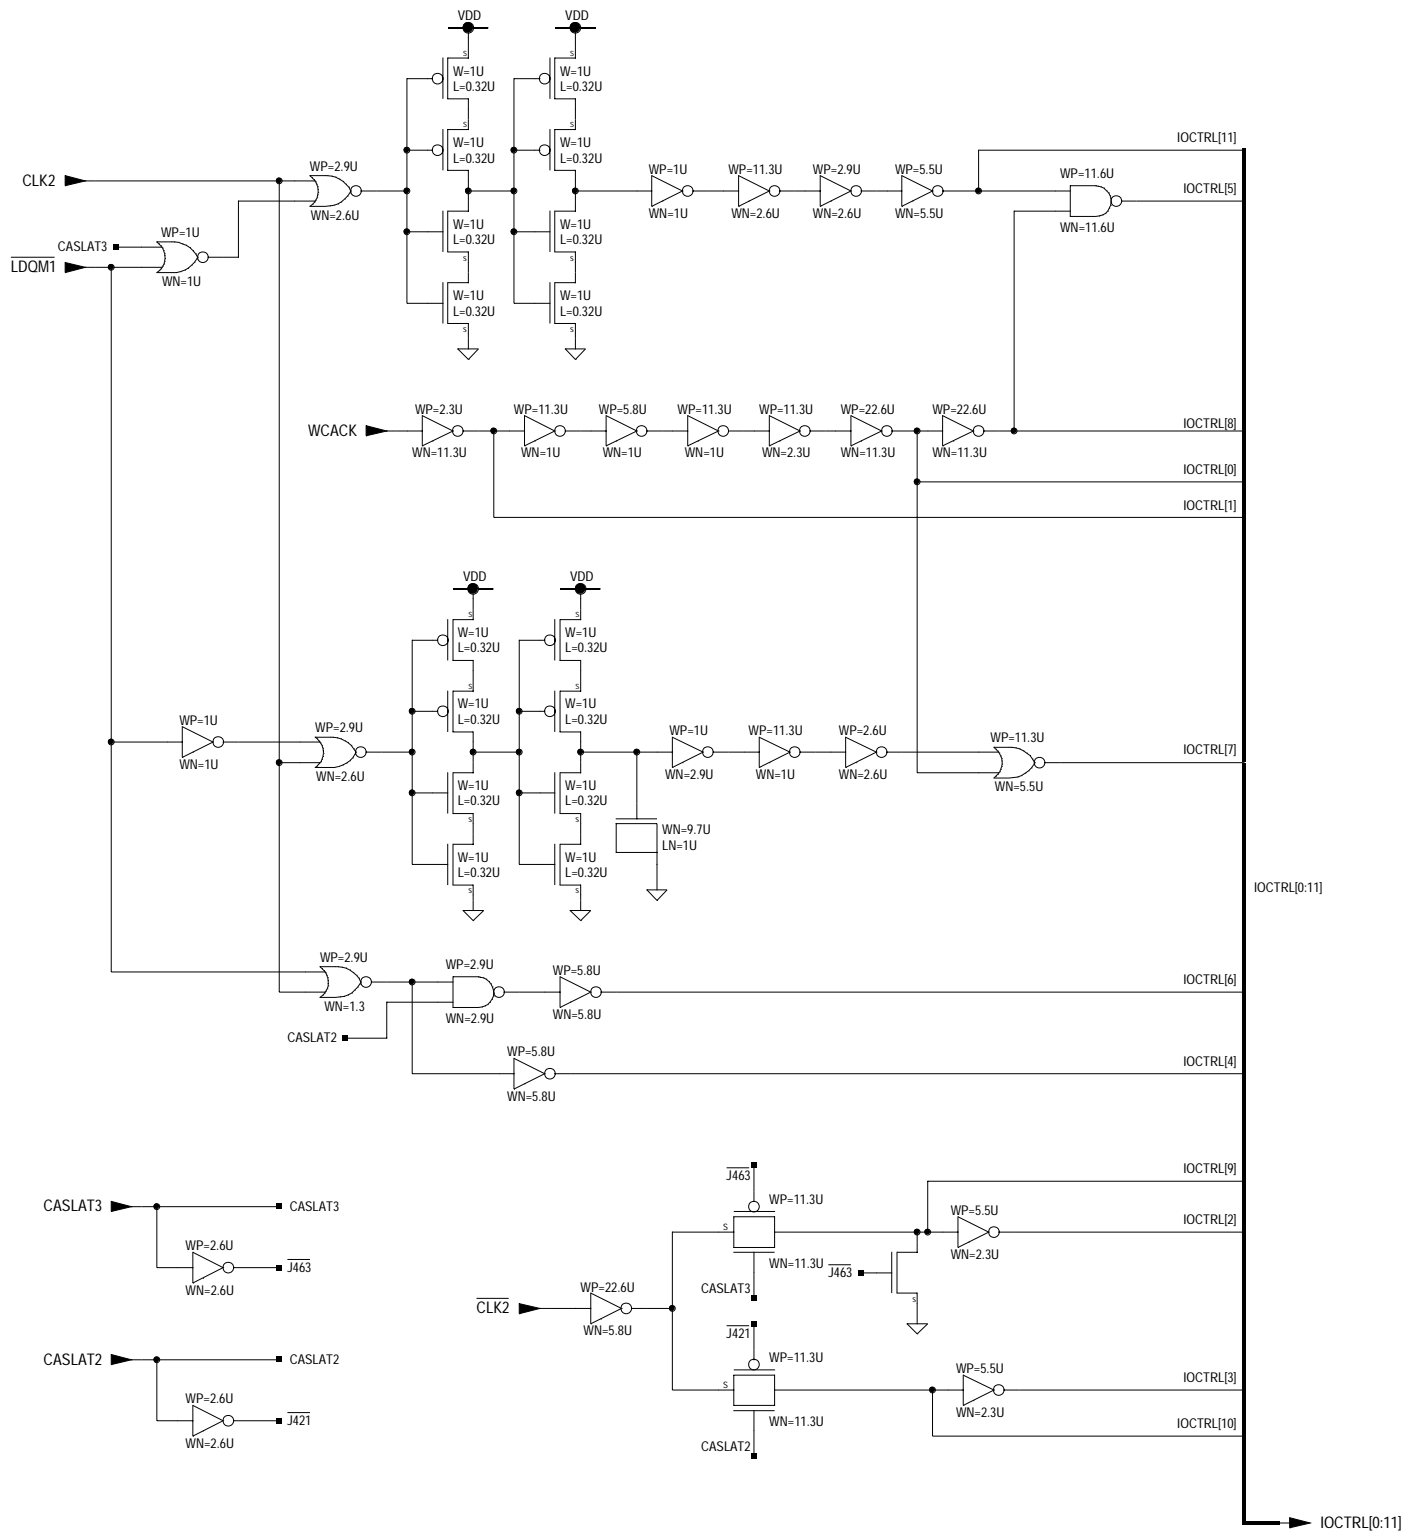 VDD
VDD
s
s
W=1U
L=0.32U
W=1U
L=0.32U
s
s
W=1U
L=0.32U
W=1U
L=0.32U
IOCTRL[11]
CLK2
WP=2.9U
WN=2.6U
WP=1U
WN=1U
WP=11.3U
WN=2.6U
WP=2.9U
WN=2.6U
WP=5.5U
WN=5.5U
WP=11.6U
WN=11.6U
IOCTRL[5]
CASLAT3
LDQM1
WP=1U
WN=1U
W=1U
L=0.32U
W=1U
L=0.32U
s
s
W=1U
L=0.32U
W=1U
L=0.32U
s
s
WCACK
WP=2.3U
WN=11.3U
WP=11.3U
WN=1U
WP=5.8U
WN=1U
WP=11.3U
WN=1U
WP=11.3U
WN=2.3U
WP=22.6U
WN=11.3U
WP=22.6U
WN=11.3U
IOCTRL[8]
IOCTRL[0]
IOCTRL[1]
VDD
VDD
s
s
W=1U
L=0.32U
W=1U
L=0.32U
s
s
W=1U
L=0.32U
W=1U
L=0.32U
WP=1U
WN=1U
WP=2.9U
WN=2.6U
WP=1U
WN=2.9U
WP=11.3U
WN=1U
WP=2.6U
WN=2.6U
WP=11.3U
WN=5.5U
IOCTRL[7]
W=1U
L=0.32U
W=1U
L=0.32U
s
s
WN=9.7U
LN=1U
W=1U
L=0.32U
W=1U
L=0.32U
s
s
IOCTRL[0:11]
WP=2.9U
WN=1.3
WP=2.9U
WN=2.9U
WP=5.8U
WN=5.8U
IOCTRL[6]
CASLAT2
WP=5.8U
WN=5.8U
IOCTRL[4]
J463
WP=11.3U
s
WN=11.3U
CASLAT3
IOCTRL[9]
WP=5.5U
WN=2.3U
IOCTRL[2]
CASLAT3
CASLAT3
WP=2.6U
WN=2.6U
J463
J463
s
CLK2
WP=22.6U
WN=5.8U
J421
WP=11.3U
s
WN=11.3U
CASLAT2
CASLAT2
CASLAT2
WP=2.6U
WN=2.6U
J421
WP=5.5U
WN=2.3U
IOCTRL[3]
IOCTRL[10]
IOCTRL[0:11]